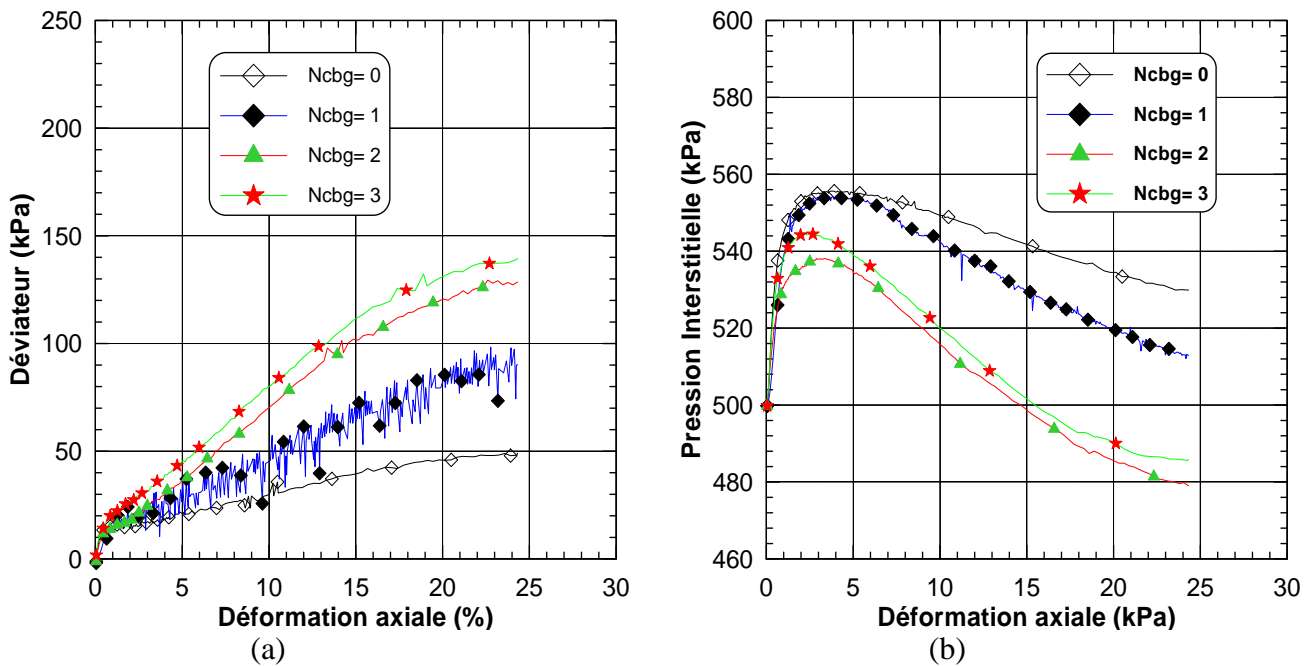 250
200
150
100
50
0
Déviateur (kPa)
Ncbg= 0
Ncbg= 1
Ncbg= 2
Ncbg= 3
0 5 10 15 20 25 30
Déformation axiale (%)
(a)
600
580
560
540
520
500
480
460
Pression Interstitielle (kPa)
Ncbg= 0
Ncbg= 1
Ncbg= 2
Ncbg= 3
0 5 10 15 20 25 30
Déformation axiale (kPa)
(b)